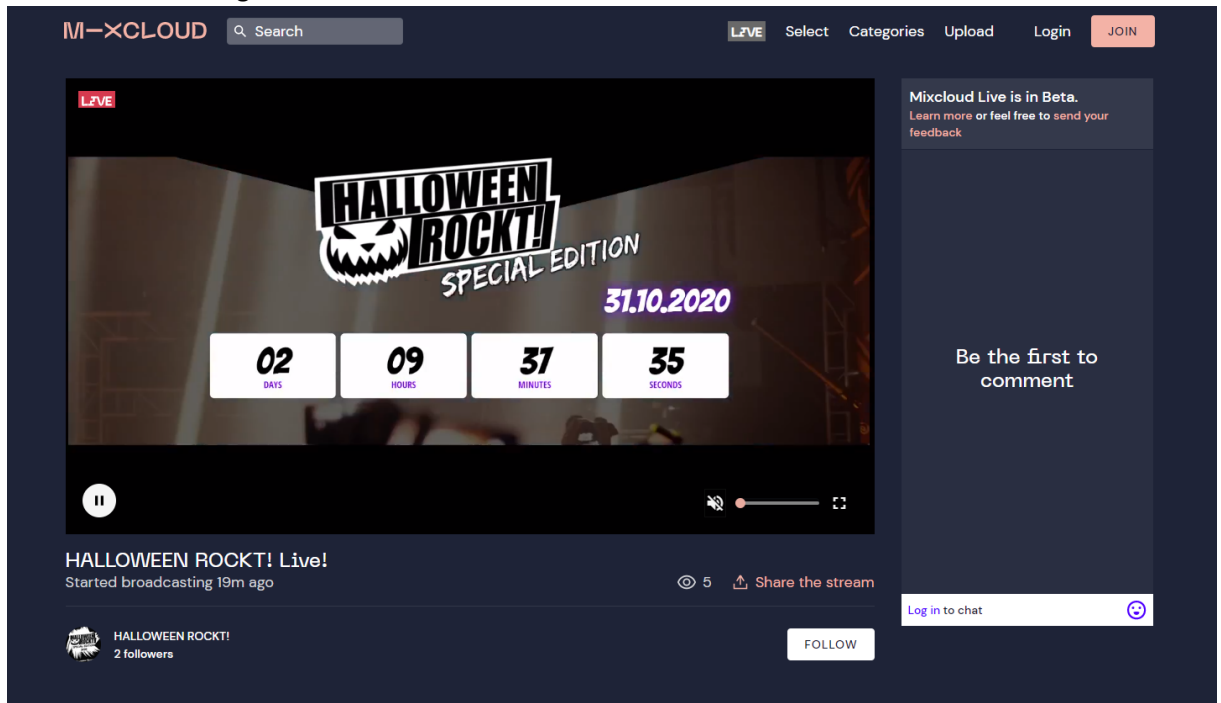 M–XCLOUD
Search
LIVE
Select
Categories
Upload
Login
JOIN
LIVE
HALLOWEEN
ROCKT!
SPECIAL EDITION
31.10.2020
02
DAYS
09
HOURS
37
MINUTES
35
SECONDS
HALLOWEEN ROCKT! Live!
Started broadcasting 19m ago
5
Share the stream
HALLOWEEN ROCKT!
2 followers
FOLLOW
Mixcloud Live is in Beta.
Learn more or feel free to send your
feedback
Be the first to
comment
Log in to chat